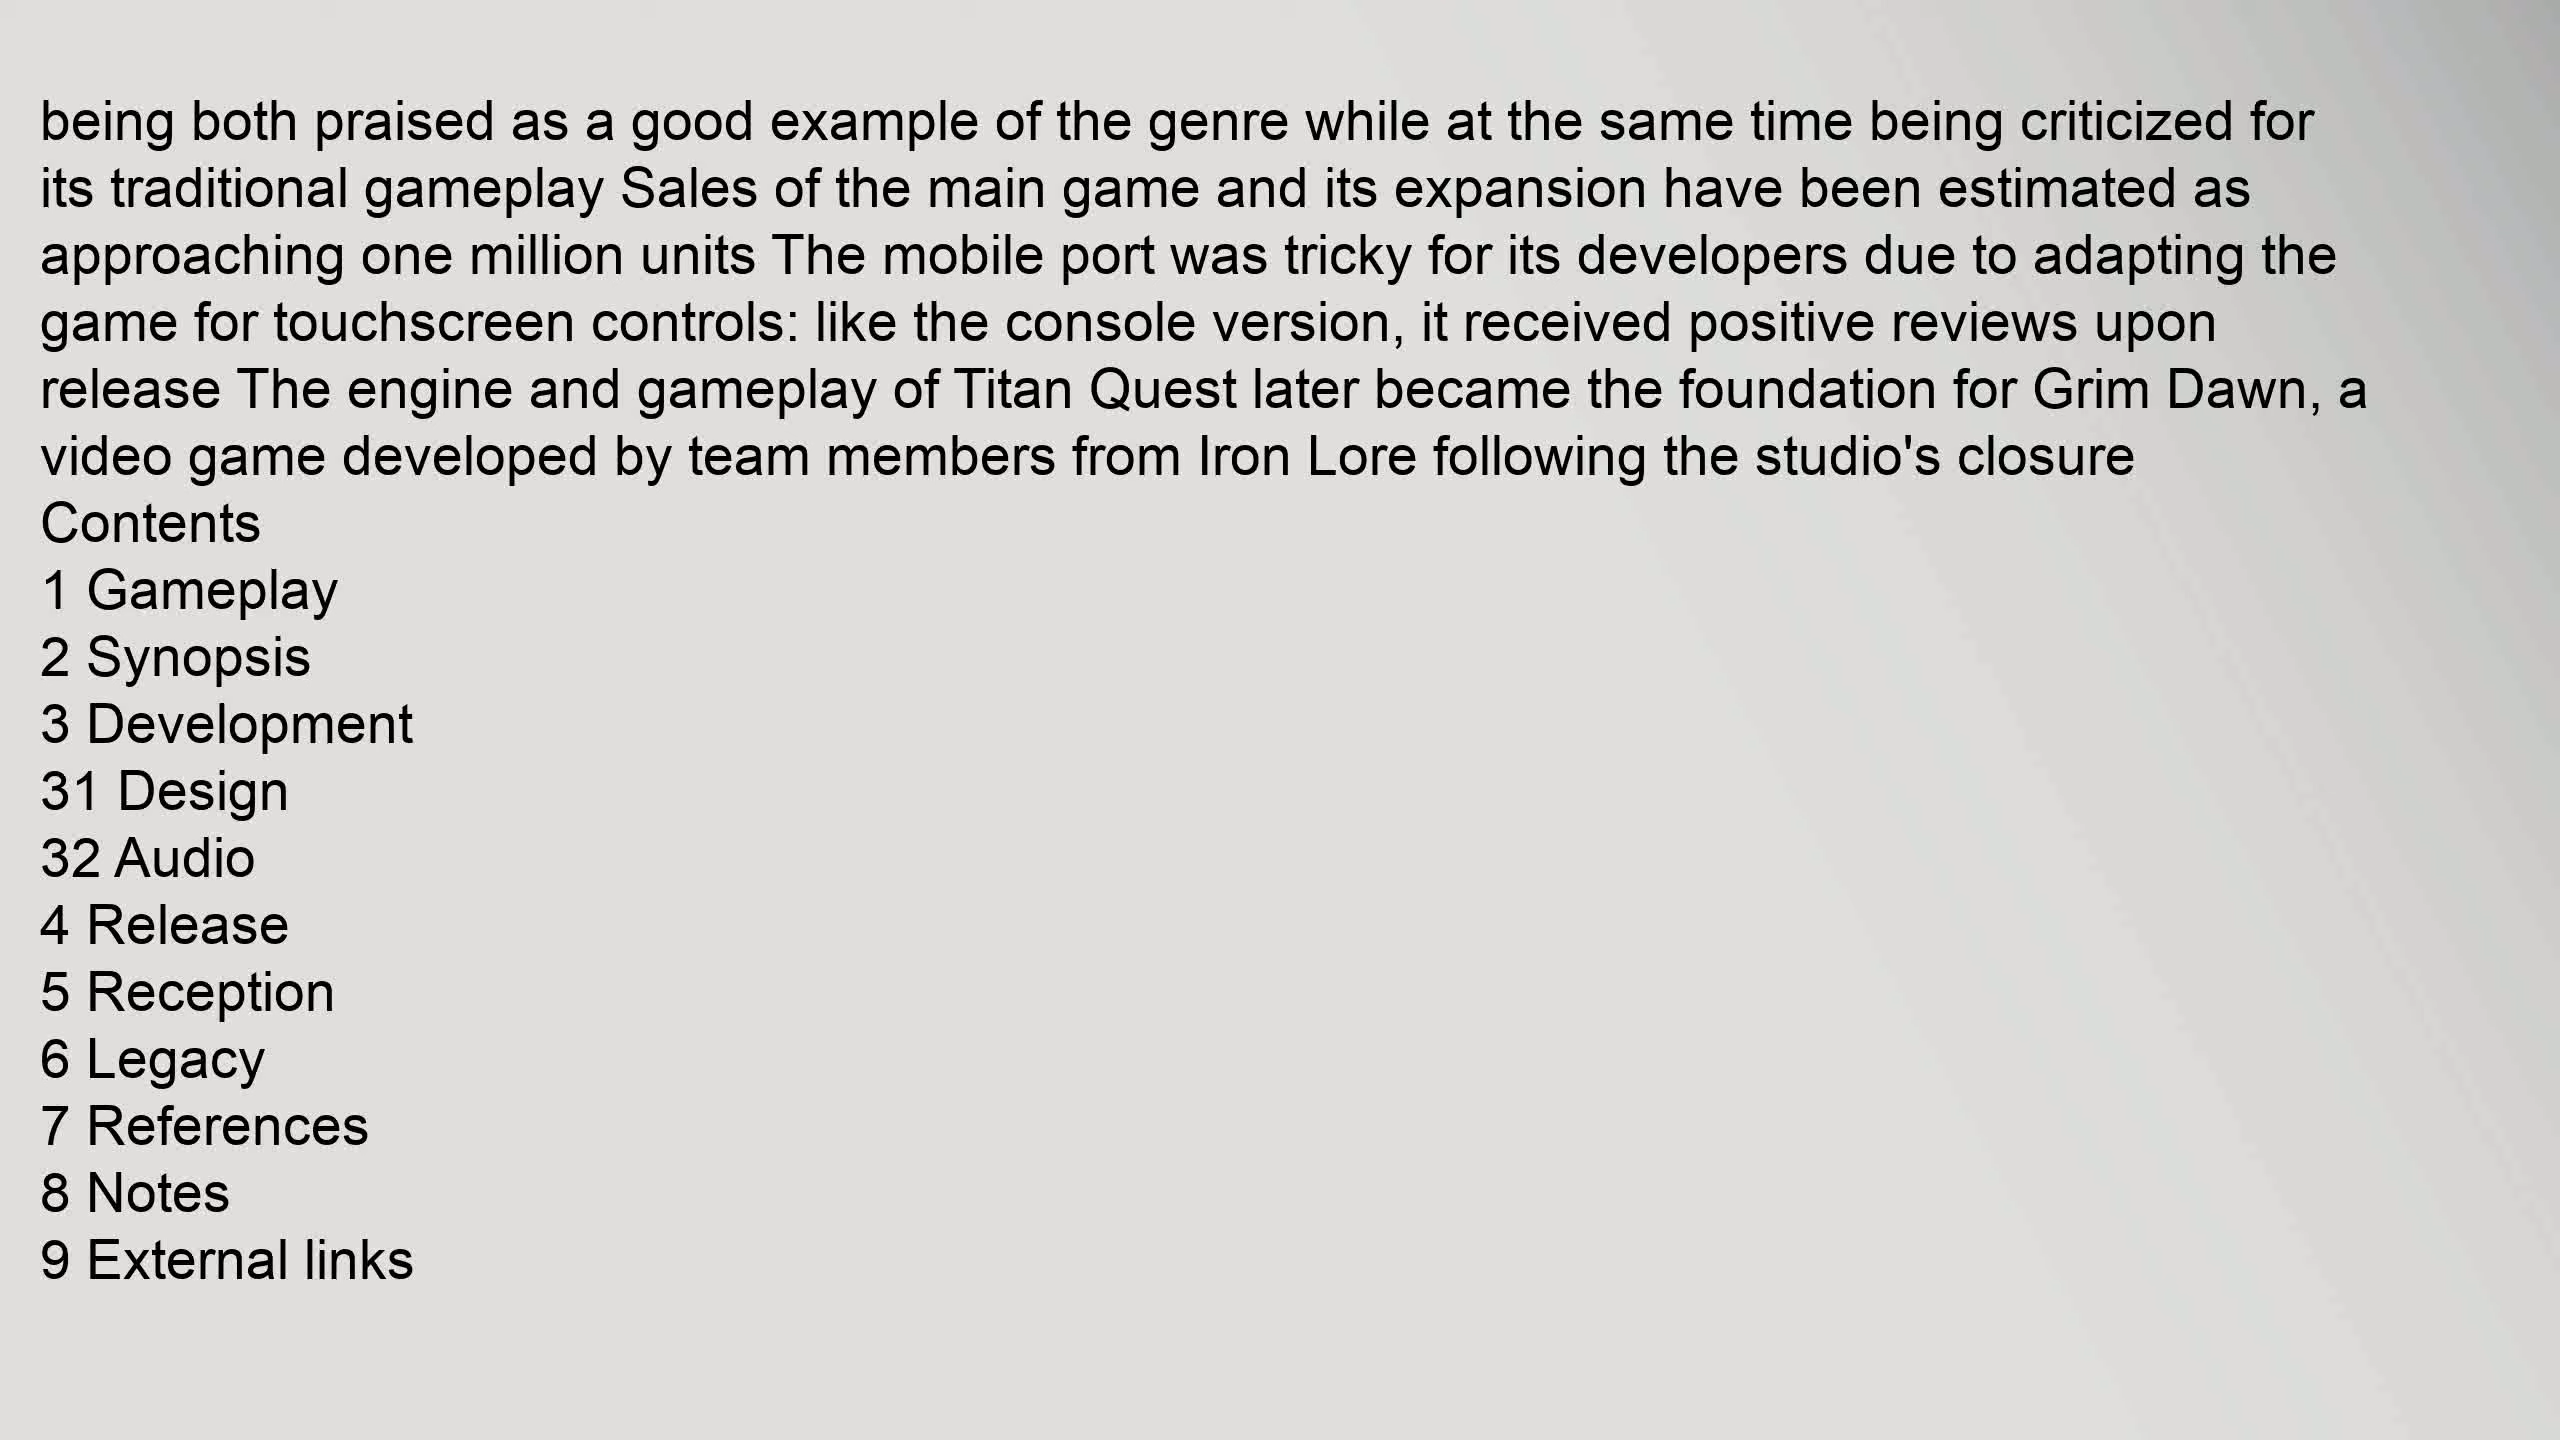 being both praised as a good example of the genre while at the same time being criticized for
its traditional gameplay Sales of the main game and its expansion have been estimated as
approaching one million units The mobile port was tricky for its developers due to adapting the
game for touchscreen controls: like the console version, it received positive reviews upon
release The engine and gameplay of Titan Quest later became the foundation for Grim Dawn, a
video game developed by team members from Iron Lore following the studio's closure
Contents
1 Gameplay
2 Synopsis
3 Development
31 Design
32 Audio
4 Release
5 Reception
6 Legacy
7 References
8 Notes
9 External links